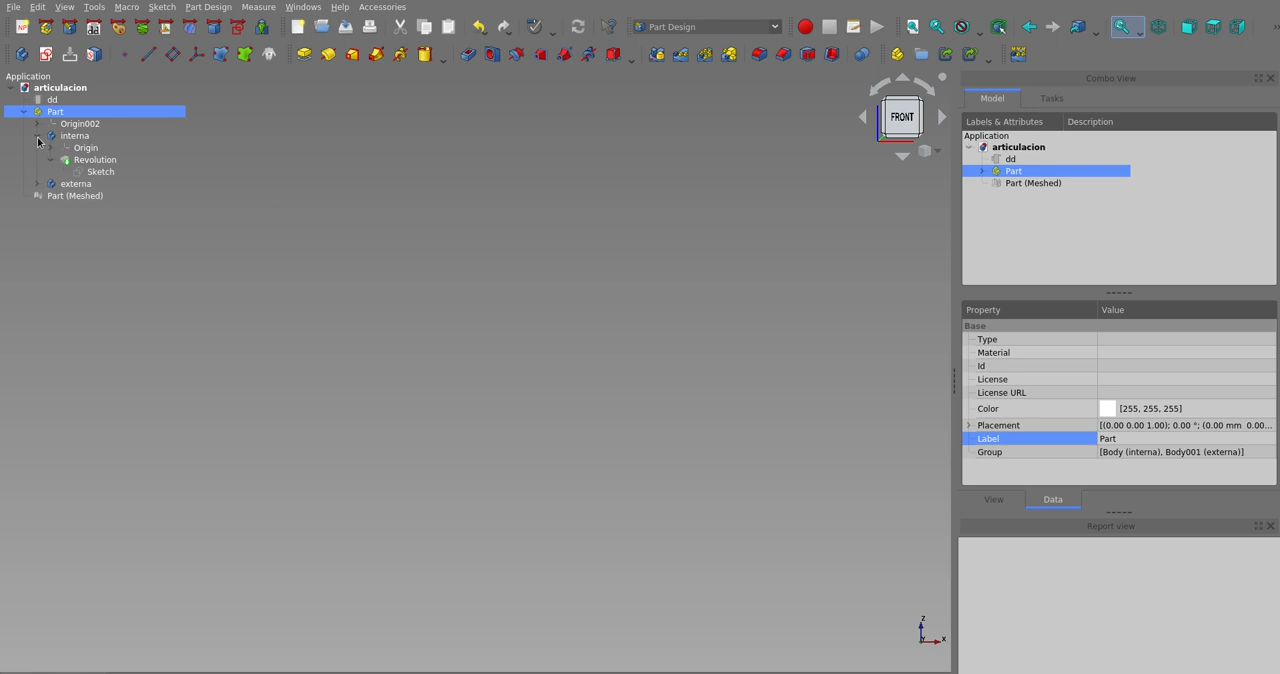 File Edit View Tools Macro Sketch Part Design Measure Windows Help Accessories
Part Design
Application
articulacion
dd
Part
Origin002
interna
Origin
Revolution
Sketch
externa
Part (Meshed)
FRONT
Z
Y
X
Combo View
Model Tasks
Labels & Attributes Description
Application
articulacion
dd
Part
Part (Meshed)
Property Value
Base
Type
Material
Id
License
License URL
Color [255, 255, 255]
Placement [(0.00 0.00 1.00); 0.00 °; (0.00 mm 0.00...
Label Part
Group [Body (interna), Body001 (externa)]
View Data
Report view